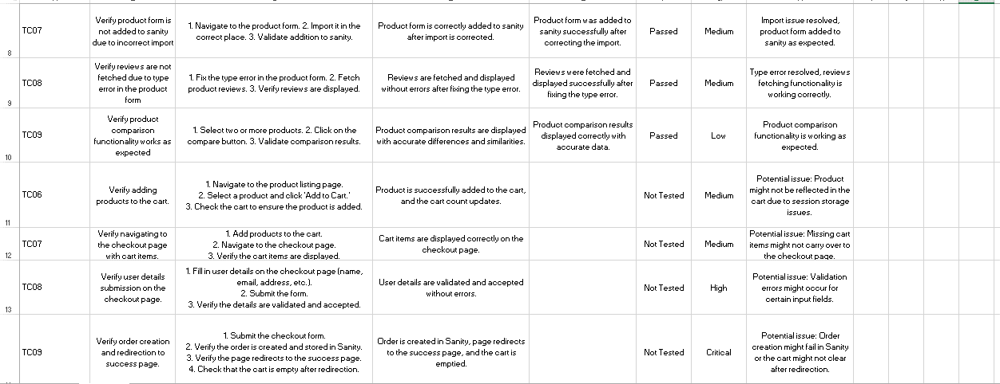 TC07
Verify product form is
not added to sanity
due to incorrect import
1. Navigate to the product form. 2. Import it in the
correct place. 3. Validate addition to sanity.
Product form is correctly added to sanity
after import is corrected.
Product form was added to
sanity successfully after
correcting the import.
Passed
Medium
Import issue resolved,
product form added to
sanity as expected.
8
TC08
Verify reviews are not
fetched due to type
error in the product
form
1. Fix the type error in the product form. 2. Fetch
product reviews. 3. Verify reviews are displayed.
Reviews are fetched and displayed
without errors after fixing the type error.
Reviews were fetched and
displayed successfully after
fixing the type error.
Passed
Medium
Type error resolved, reviews
fetching functionality is
working correctly.
9
TC09
Verify product
comparison
functionality works as
expected
1. Select two or more products. 2. Click on the
compare button. 3. Validate comparison results.
Product comparison results are displayed
with accurate differences and similarities.
Product comparison results
displayed correctly with
accurate data.
Passed
Low
Product comparison
functionality is working as
expected.
10
TC06
Verify adding
products to the cart.
1. Navigate to the product listing page.
2. Select a product and click 'Add to Cart.'
3. Check the cart to ensure the product is added.
Product is successfully added to the cart,
and the cart count updates.
Not Tested
Medium
Potential issue: Product
might not be reflected in the
cart due to session storage
issues.
11
TC07
Verify navigating to
the checkout page
with cart items.
1. Add products to the cart.
2. Navigate to the checkout page.
3. Verify the cart items are displayed.
Cart items are displayed correctly on the
checkout page.
Not Tested
Medium
Potential issue: Missing cart
items might not carry over to
the checkout page.
12
TC08
Verify user details
submission on the
checkout page.
1. Fill in user details on the checkout page (name,
email, address, etc.).
2. Submit the form.
3. Verify the details are validated and accepted.
User details are validated and accepted
without errors.
Not Tested
High
Potential issue: Validation
errors might occur for
certain input fields.
13
TC09
Verify order creation
and redirection to
success page.
1. Submit the checkout form.
2. Verify the order is created and stored in Sanity.
3. Verify the page redirects to the success page.
4. Check that the cart is empty after redirection.
Order is created in Sanity, page redirects
to the success page, and the cart is
emptied.
Not Tested
Critical
Potential issue: Order
creation might fail in Sanity
or the cart might not clear
after redirection.